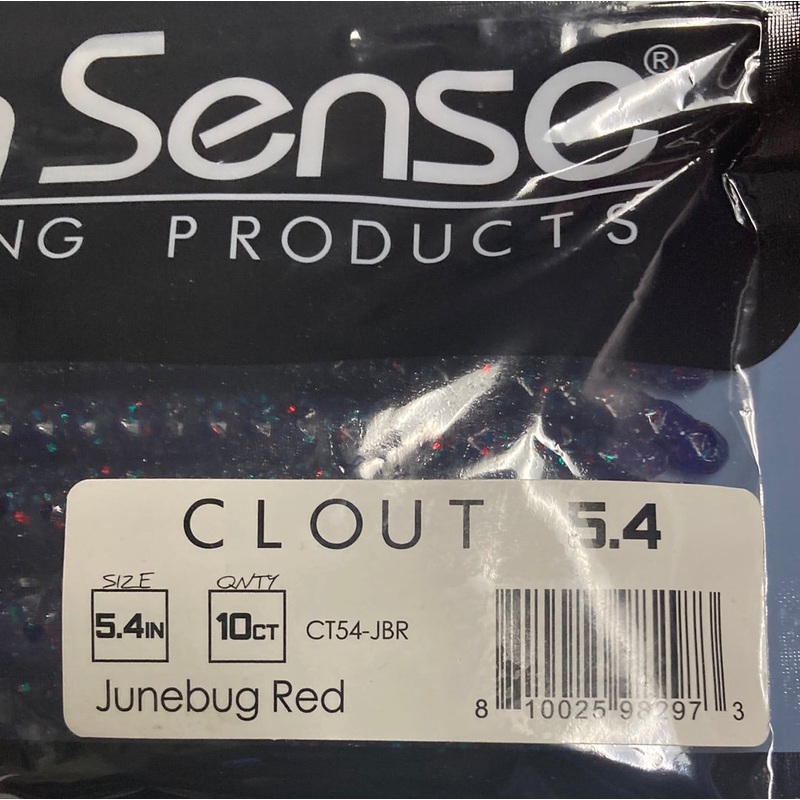 Sense®
NG PRODUCTS
CLOUT 5.4
SIZE QNTY
5.4IN 10CT CT54-JBR
Junebug Red
8 10025 98297 3